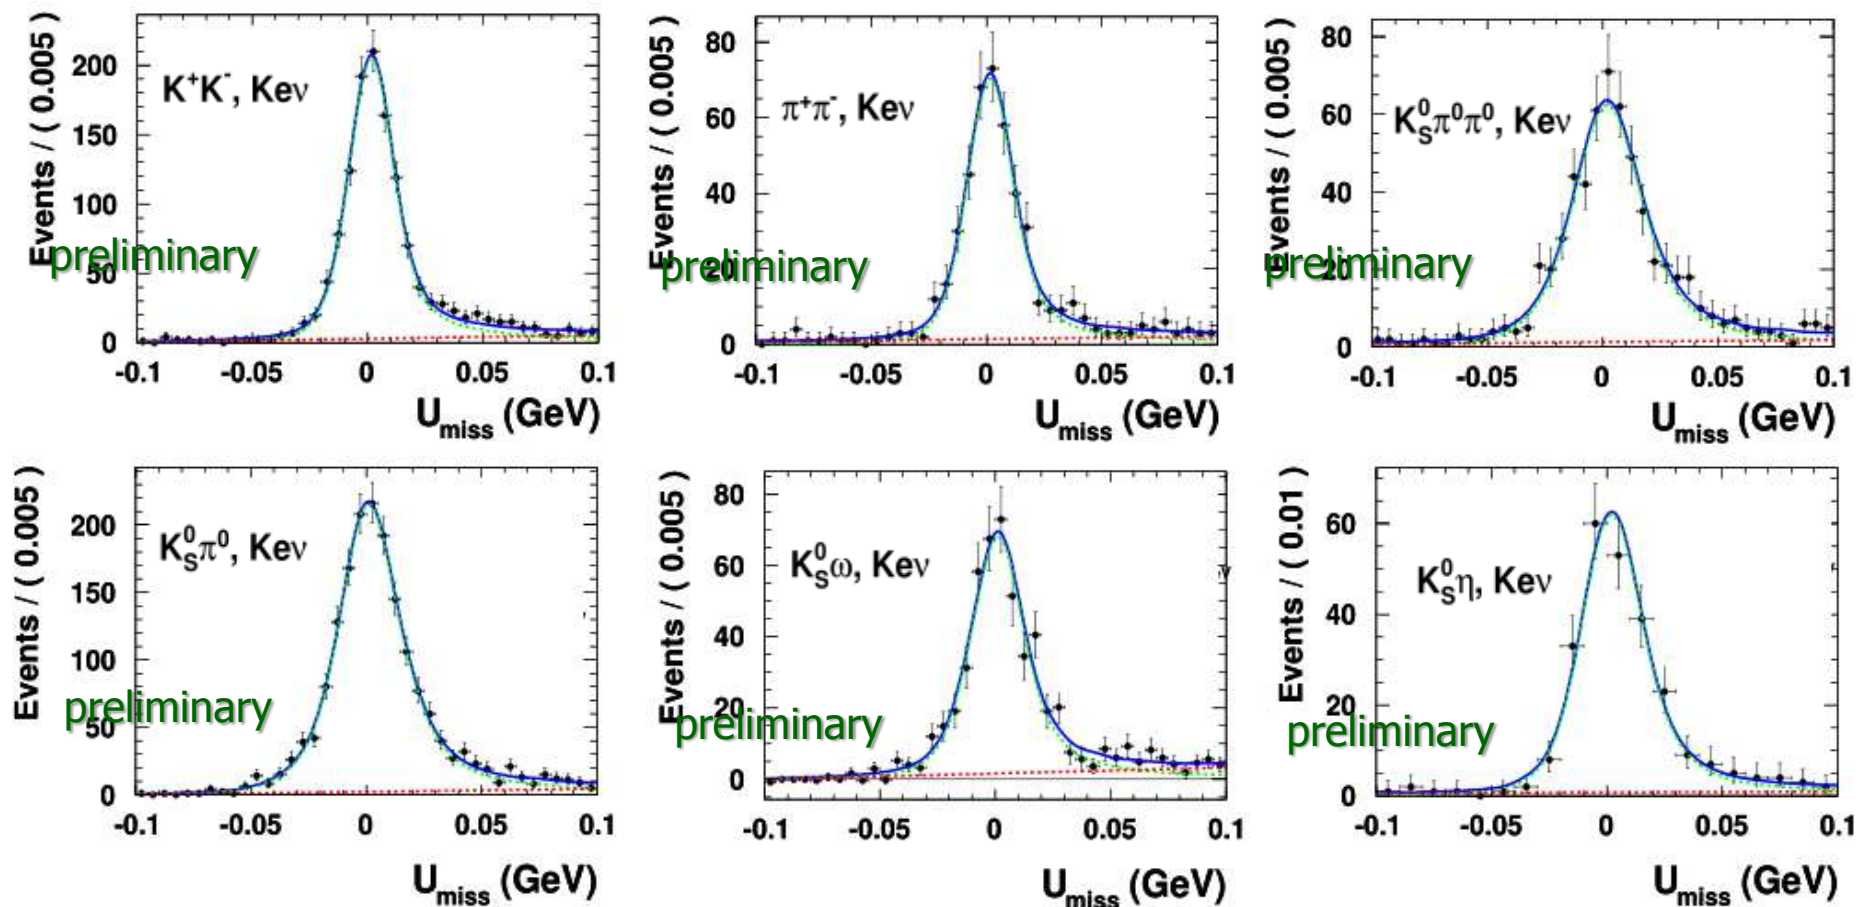 Events / ( 0.005 )
200
150
100
50
0
K⁺K⁻, Keν
preliminary
-0.1 -0.05 0 0.05 0.1
U_miss (GeV)
Events / ( 0.005 )
80
60
40
20
0
π⁺π⁻, Keν
preliminary
-0.1 -0.05 0 0.05 0.1
U_miss (GeV)
Events / ( 0.005 )
80
60
40
20
0
K⁰_Sπ⁰π⁰, Keν
preliminary
-0.1 -0.05 0 0.05 0.1
U_miss (GeV)
Events / ( 0.005 )
200
150
100
50
0
K⁰_Sπ⁰, Keν
preliminary
-0.1 -0.05 0 0.05 0.1
U_miss (GeV)
Events / ( 0.005 )
80
60
40
20
0
K⁰_Sω, Keν
preliminary
-0.1 -0.05 0 0.05 0.1
U_miss (GeV)
Events / ( 0.01 )
60
40
20
0
K⁰_Sη, Keν
preliminary
-0.1 -0.05 0 0.05 0.1
U_miss (GeV)